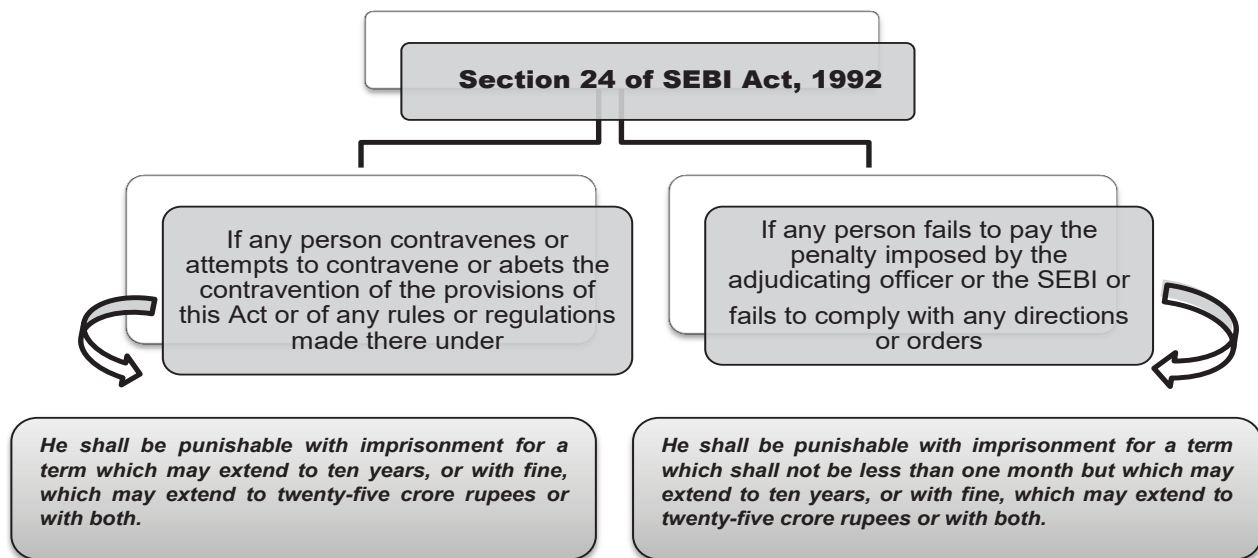 Section 24 of SEBI Act, 1992
If any person contravenes or
attempts to contravene or abets the
contravention of the provisions of
this Act or of any rules or regulations
made there under
If any person fails to pay the
penalty imposed by the
adjudicating officer or the SEBI or
fails to comply with any directions
or orders
He shall be punishable with imprisonment for a
term which may extend to ten years, or with fine,
which may extend to twenty-five crore rupees or
with both.
He shall be punishable with imprisonment for a term
which shall not be less than one month but which may
extend to ten years, or with fine, which may extend to
twenty-five crore rupees or with both.